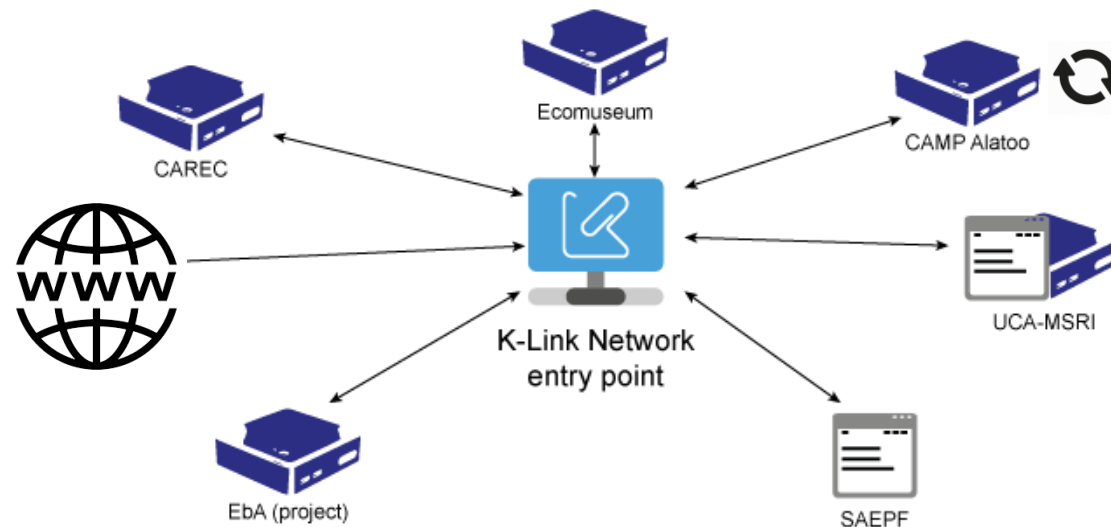 Ecomuseum
CAREC
CAMP Alatoo
WWW
UCA-MSRI
K-Link Network
entry point
EbA (project)
SAEPF